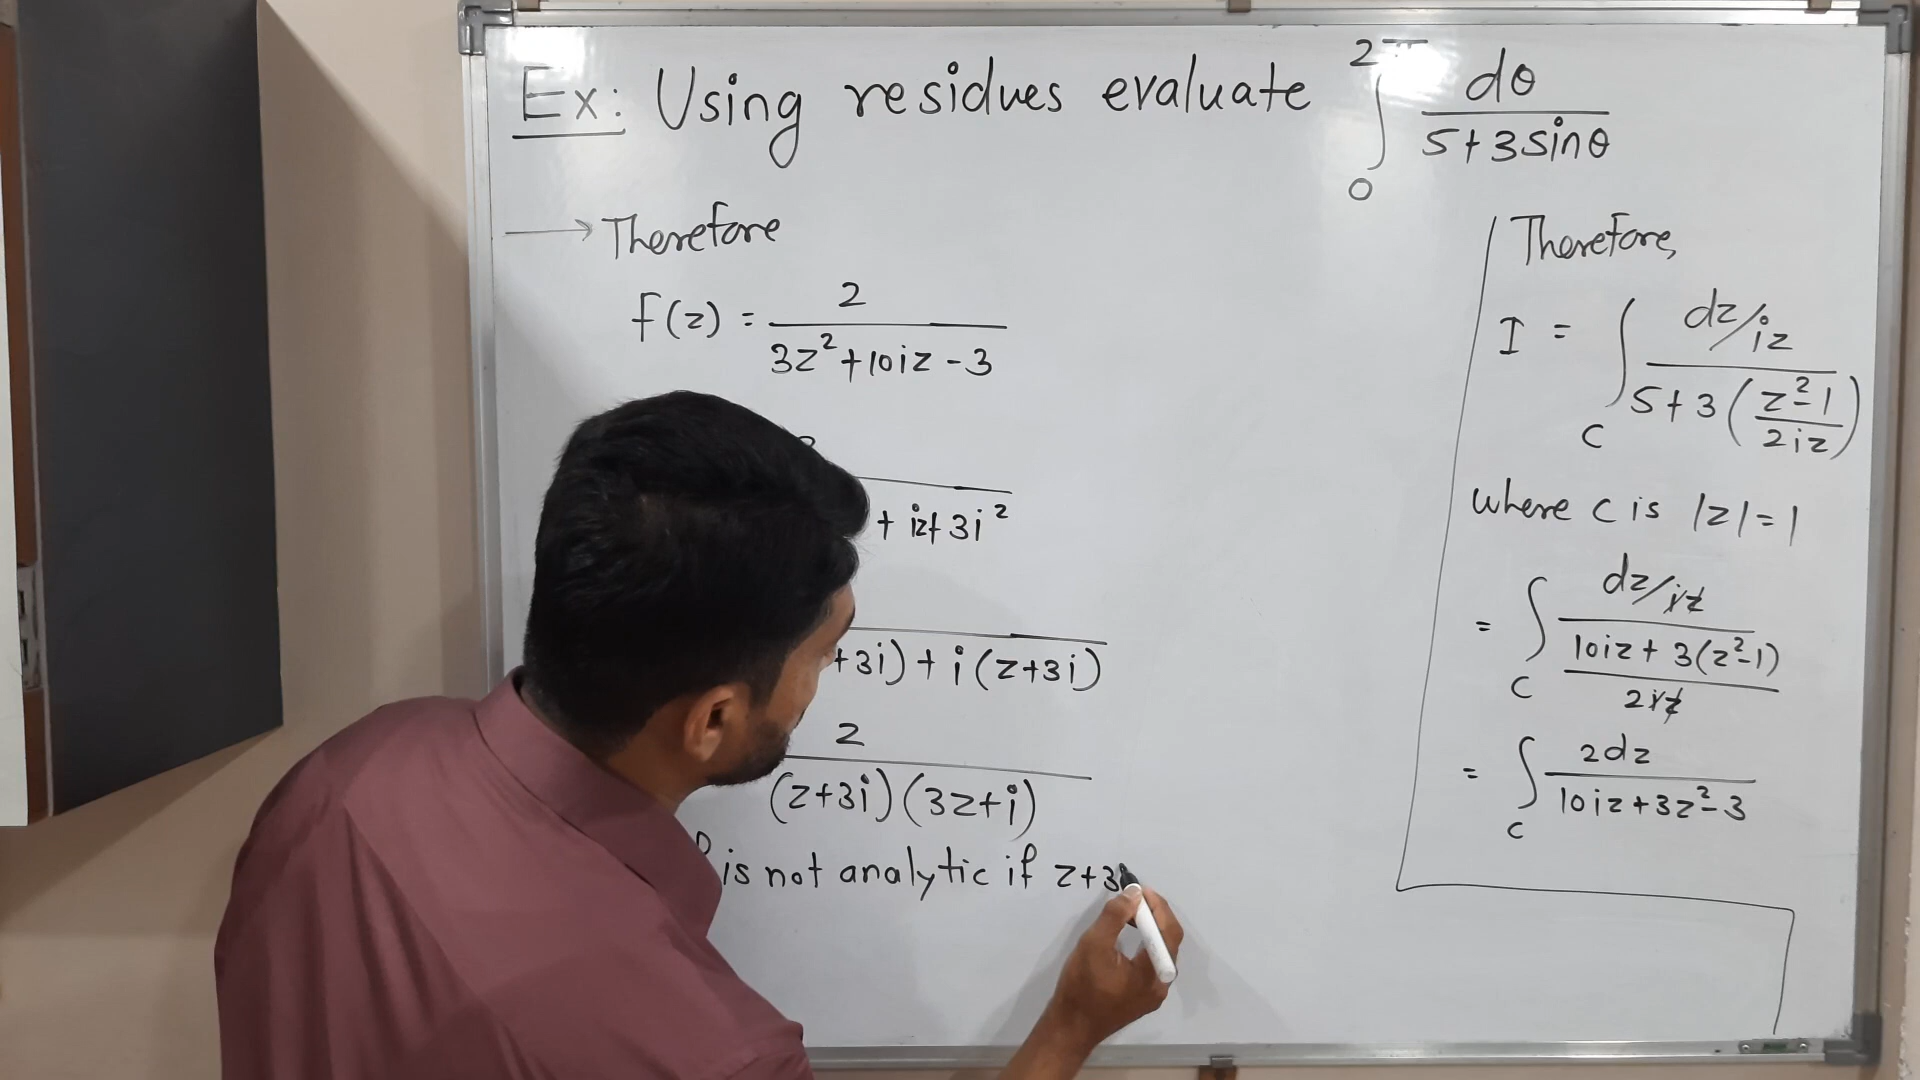 Ex: Using residues evaluate ∫₀^2π dθ / (5+3sinθ)
→ Therefore
f(z) = 2 / (3z²+10iz-3)
+ iz+3i²
+3i) + i(z+3i)
2 / (z+3i)(3z+i)
is not analytic if z+3i
Therefore,
I = ∫_C (dz/iz) / (5+3((z²-1)/(2iz)))
where C is |z|=1
= ∫_C (dz/iz) / ((10iz+3(z²-1))/(2iz))
= ∫_C 2dz / (10iz+3z²-3)